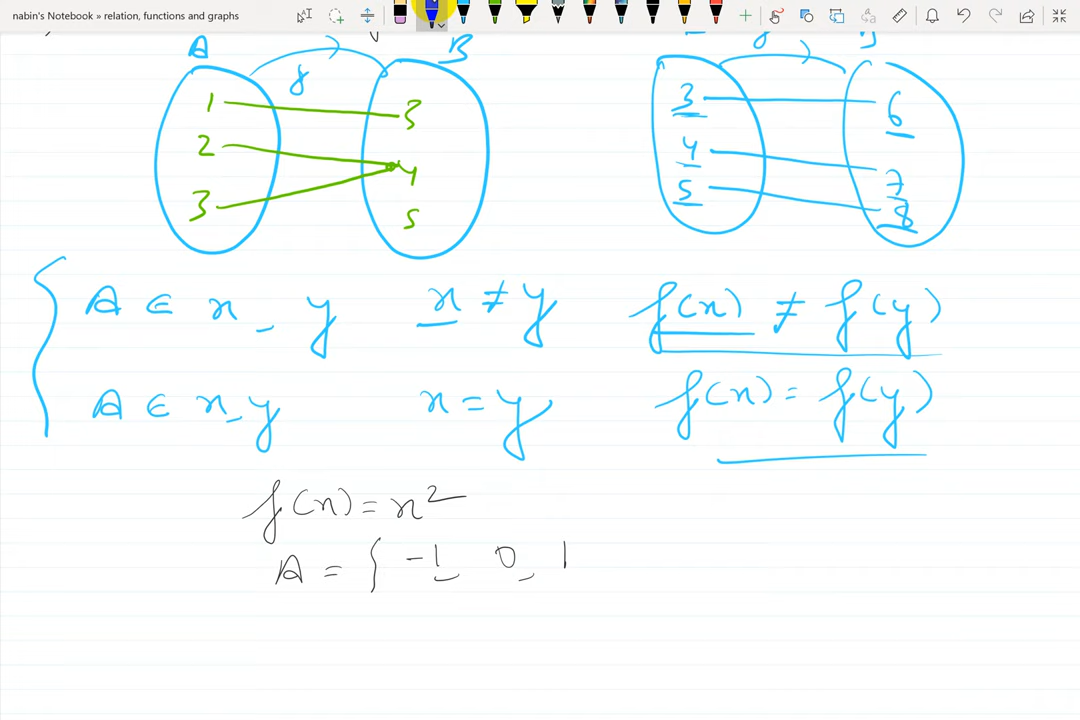 nabin's Notebook » relation, functions and graphs
A B
f
1 3
2 4
3 5
3 6
4 7
5 8
A ∈ x, y x ≠ y f(x) ≠ f(y)
A ∈ x, y x = y f(x) = f(y)
f(x) = x²
A = { -1, 0, 1